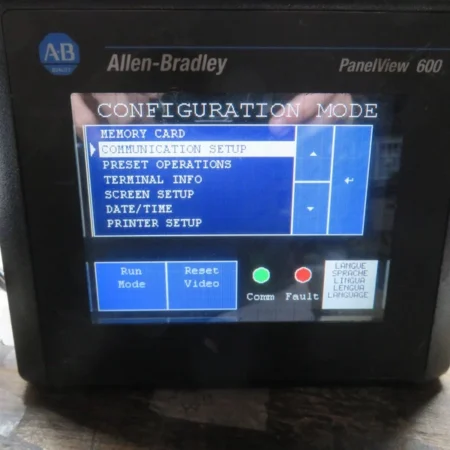 AB
Allen-Bradley
PanelView 600
CONFIGURATION MODE
MEMORY CARD
COMMUNICATION SETUP
PRESET OPERATIONS
TERMINAL INFO
SCREEN SETUP
DATE/TIME
PRINTER SETUP
Run
Mode
Reset
Video
Comm
Fault
LANGUE
SPRACHE
LINGUA
LENGUA
LANGUAGE